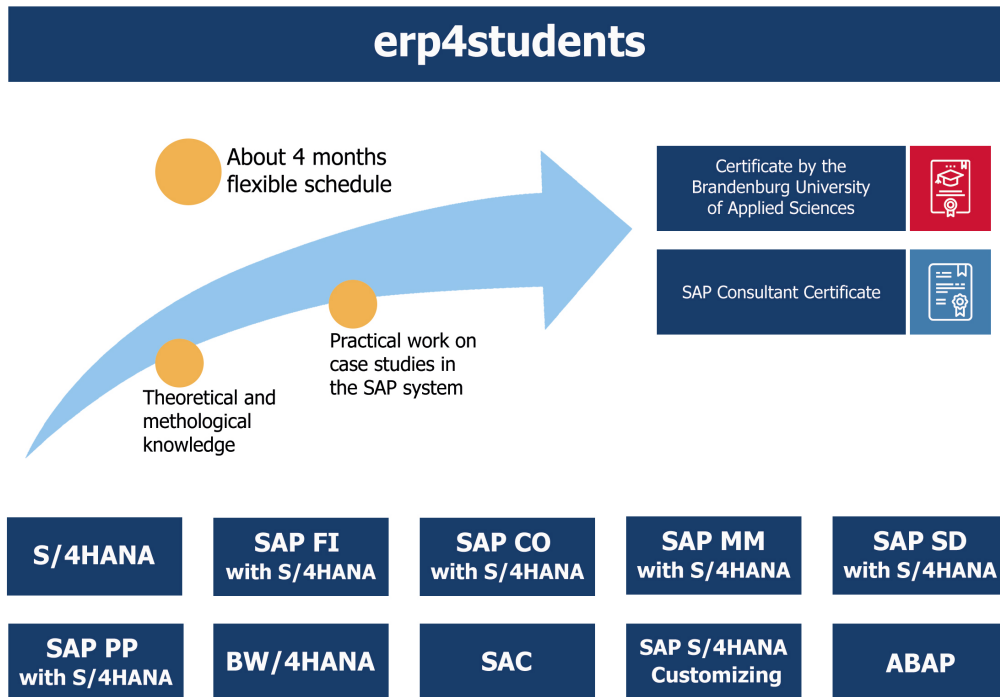 erp4students
About 4 months
flexible schedule
Certificate by the
Brandenburg University
of Applied Sciences
SAP Consultant Certificate
Practical work on
case studies in
the SAP system
Theoretical and
methological
knowledge
S/4HANA
SAP FI
with S/4HANA
SAP CO
with S/4HANA
SAP MM
with S/4HANA
SAP SD
with S/4HANA
SAP PP
with S/4HANA
BW/4HANA
SAC
SAP S/4HANA
Customizing
ABAP